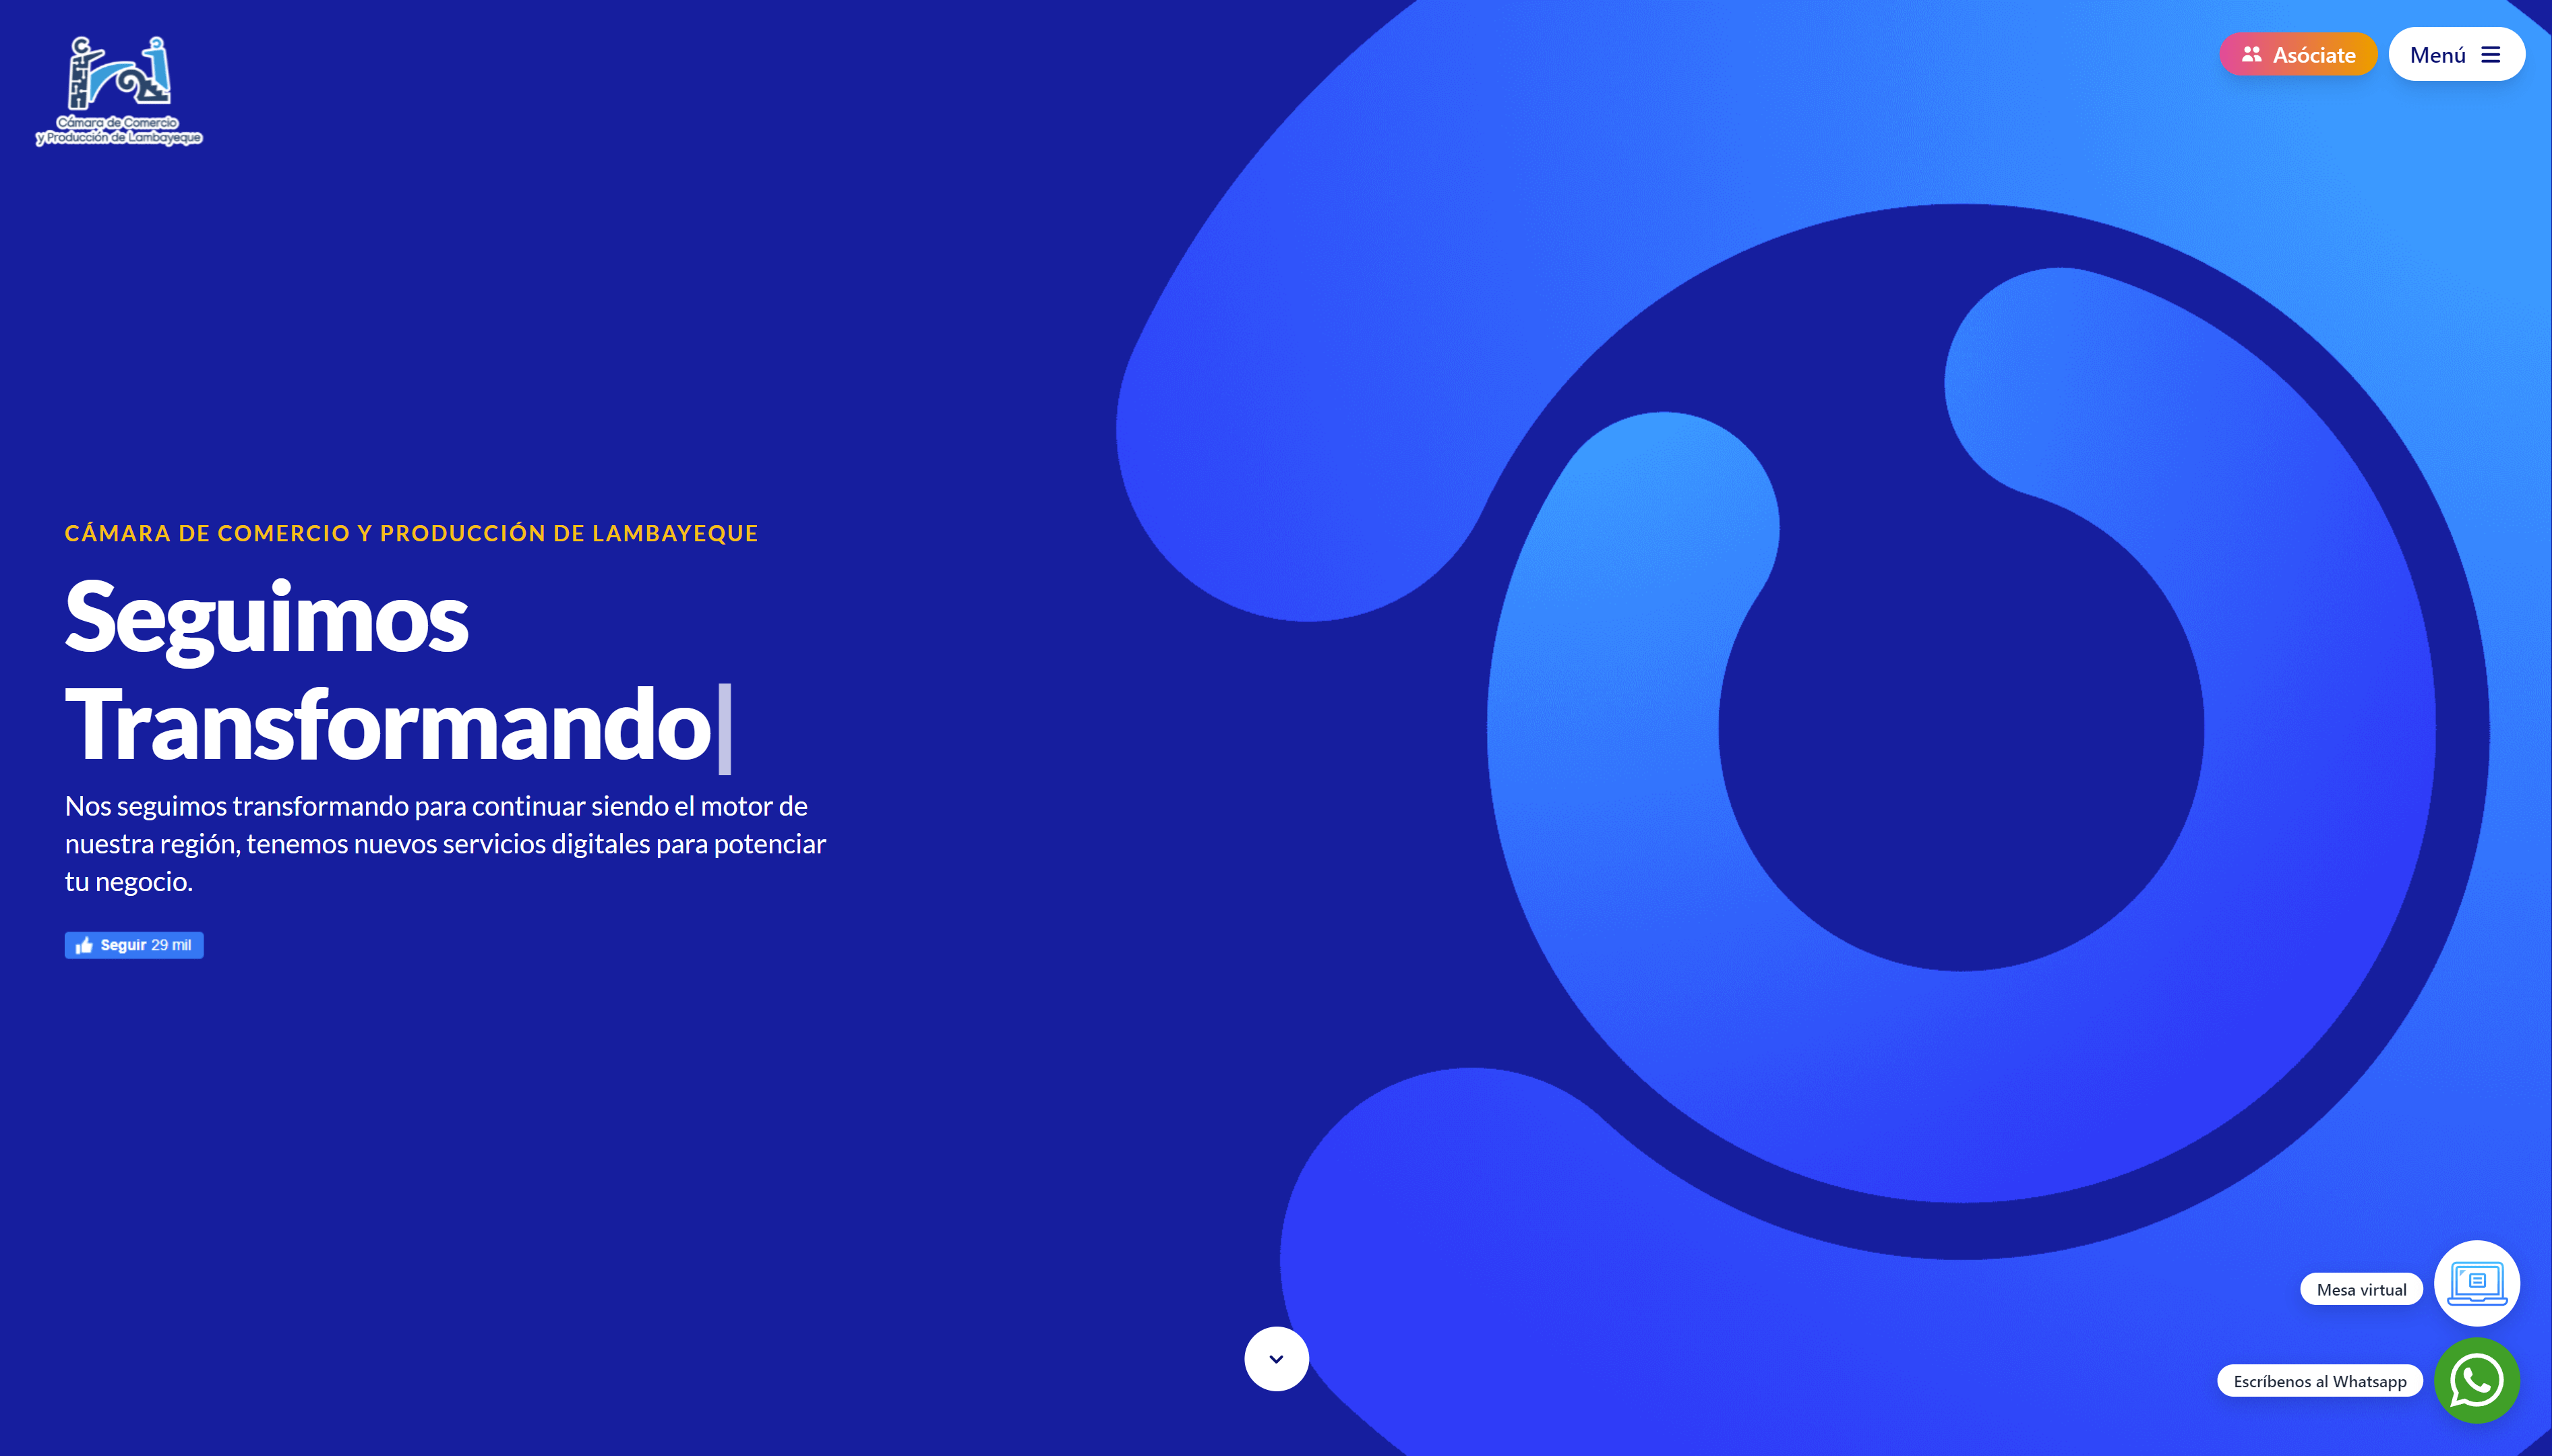 Cámara de Comercio
y Producción de Lambayeque
Asóciate
Menú
CÁMARA DE COMERCIO Y PRODUCCIÓN DE LAMBAYEQUE
Seguimos
Transformando
Nos seguimos transformando para continuar siendo el motor de
nuestra región, tenemos nuevos servicios digitales para potenciar
tu negocio.
Seguir 29 mil
Mesa virtual
Escríbenos al Whatsapp